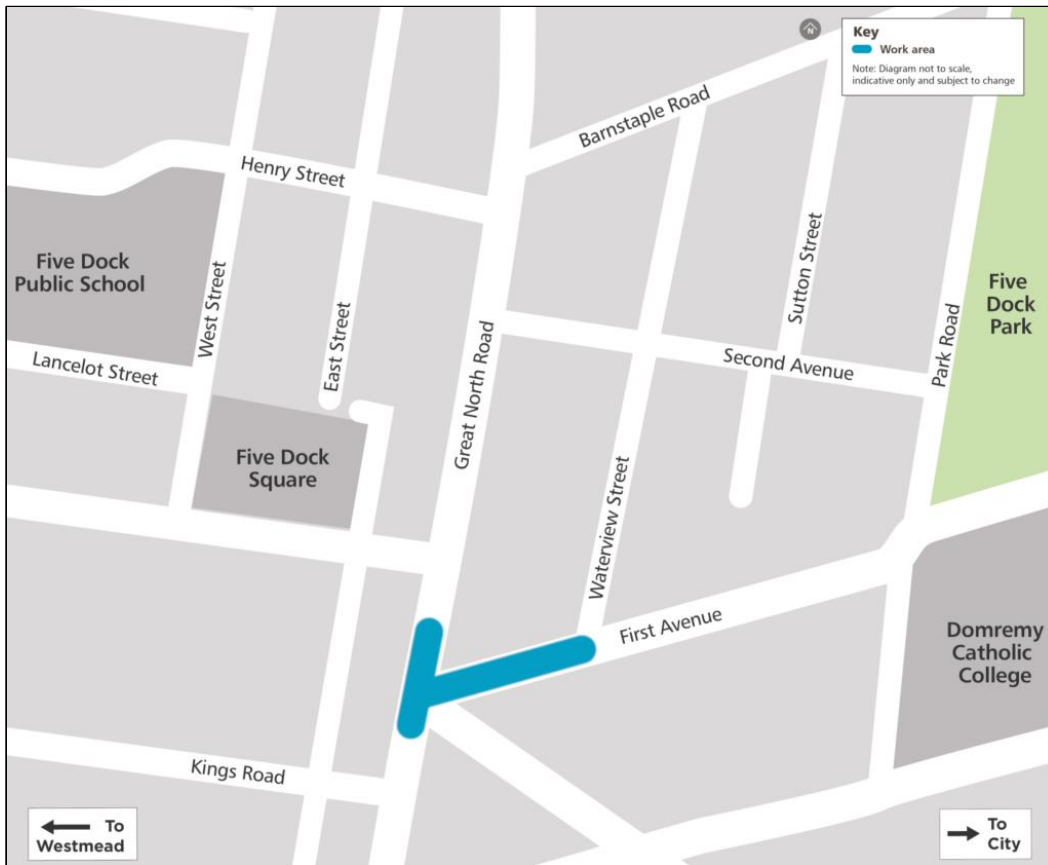 N
Key
Work area
Note: Diagram not to scale,
indicative only and subject to change
Barnstaple Road
Henry Street
Five Dock
Public School
West Street
Sutton Street
Five
Dock
Park
Lancelot Street
East Street
Great North Road
Second Avenue
Park Road
Five Dock
Square
Waterview Street
First Avenue
Domremy
Catholic
College
Kings Road
To
Westmead
To
City